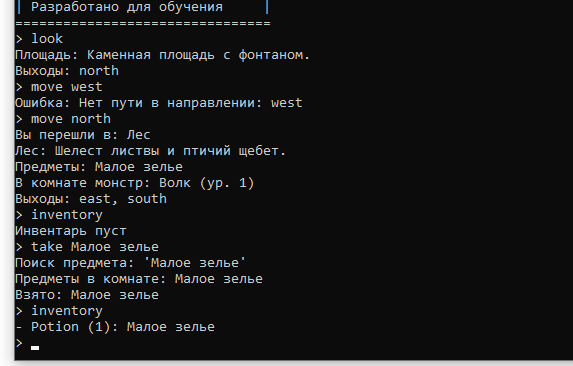 | Разработано для обучения |
================================
> look
Площадь: Каменная площадь с фонтаном.
Выходы: north
> move west
Ошибка: Нет пути в направлении: west
> move north
Вы перешли в: Лес
Лес: Шелест листвы и птичий щебет.
Предметы: Малое зелье
В комнате монстр: Волк (ур. 1)
Выходы: east, south
> inventory
Инвентарь пуст
> take Малое зелье
Поиск предмета: 'Малое зелье'
Предметы в комнате: Малое зелье
Взято: Малое зелье
> inventory
- Potion (1): Малое зелье
>